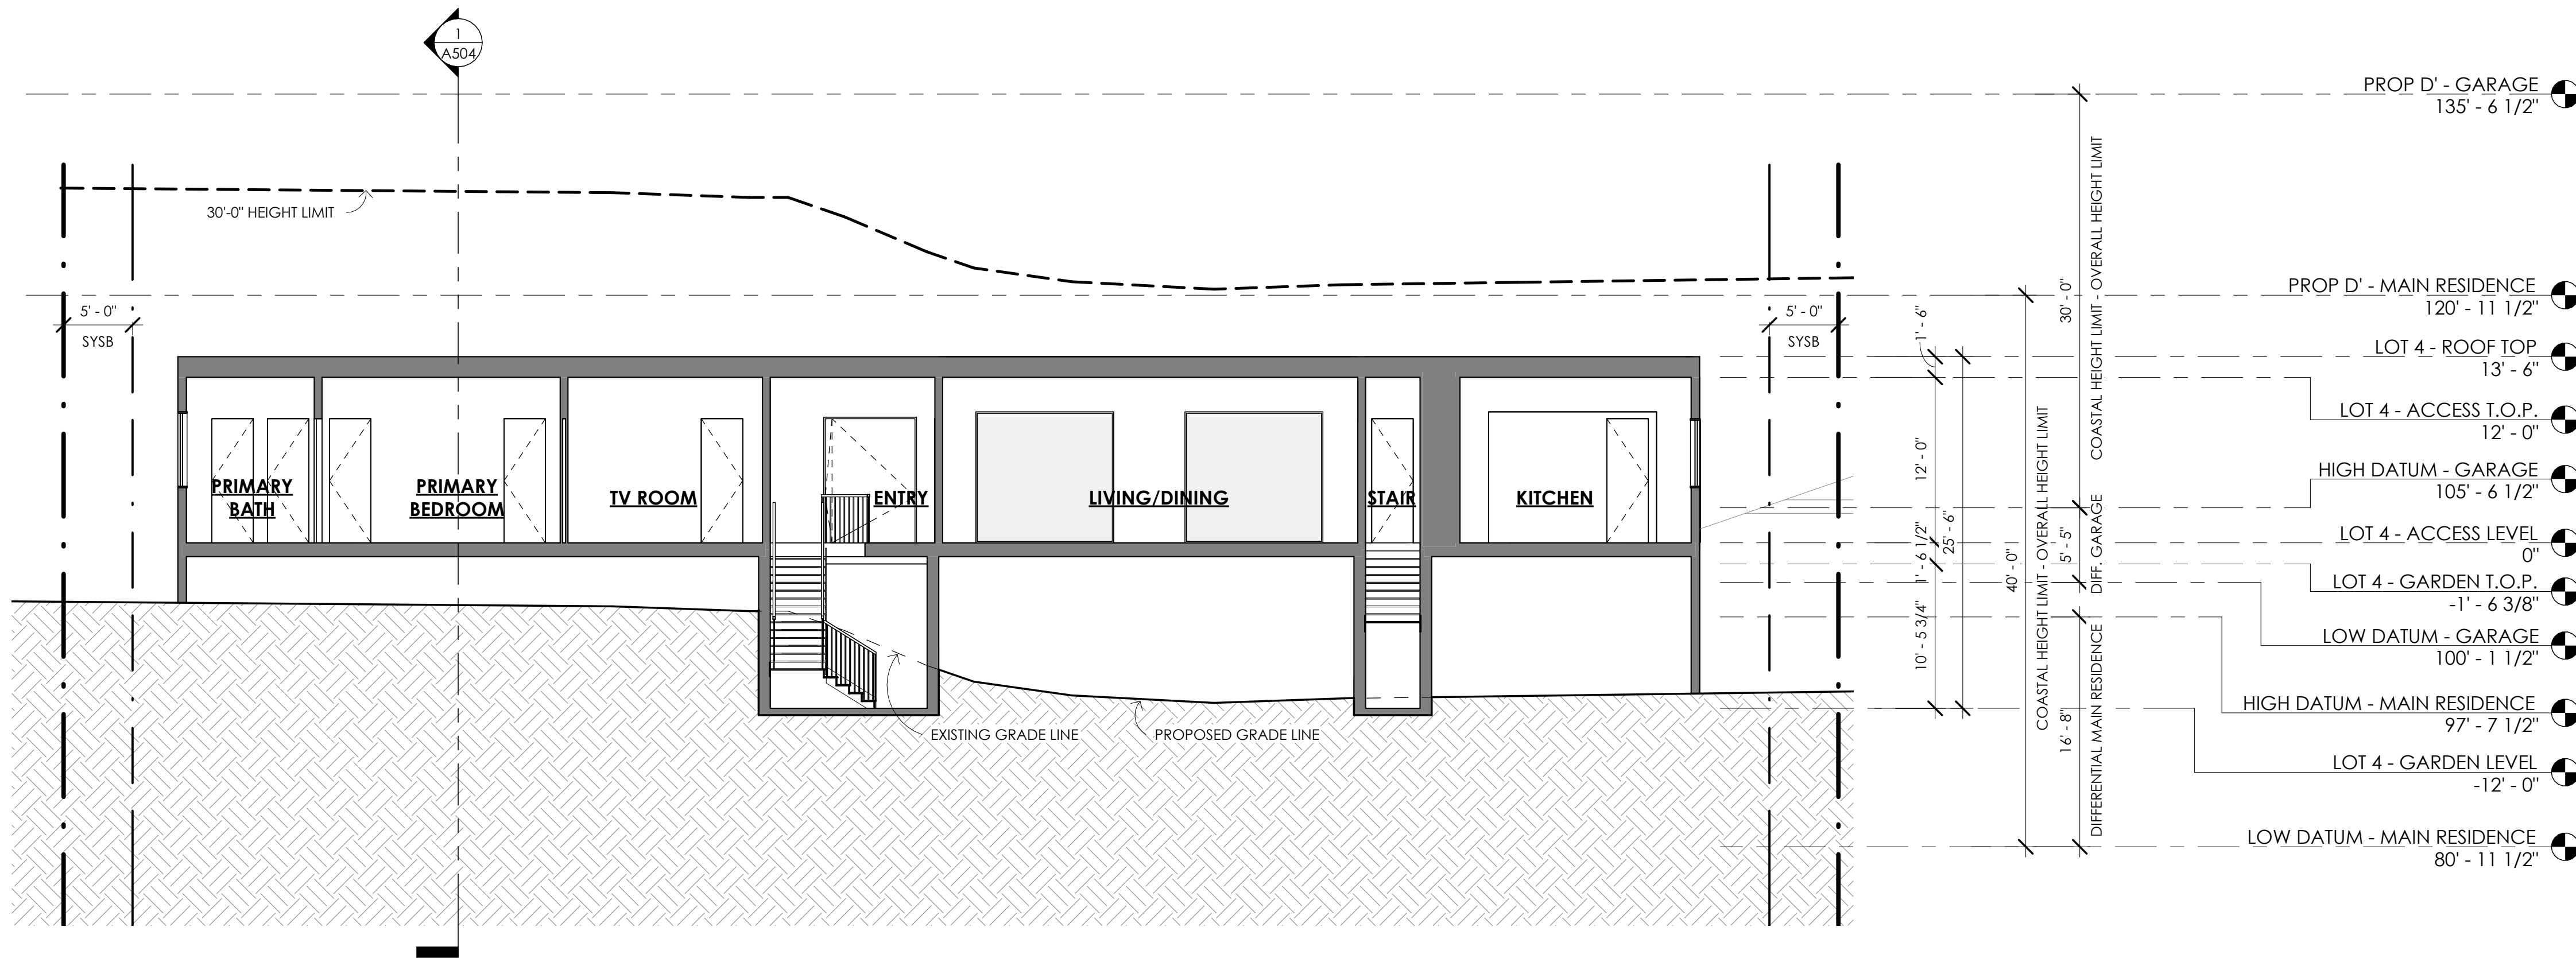 1
A504
PROP D' - GARAGE
135' - 6 1/2"
30'-0" HEIGHT LIMIT
PROP D' - MAIN RESIDENCE
120' - 11 1/2"
5' - 0"
SYSB
5' - 0"
SYSB
LOT 4 - ROOF TOP
13' - 6"
LOT 4 - ACCESS T.O.P.
12' - 0"
HIGH DATUM - GARAGE
105' - 6 1/2"
LOT 4 - ACCESS LEVEL
0"
LOT 4 - GARDEN T.O.P.
-1' - 6 3/8"
LOW DATUM - GARAGE
100' - 1 1/2"
HIGH DATUM - MAIN RESIDENCE
97' - 7 1/2"
LOT 4 - GARDEN LEVEL
-12' - 0"
LOW DATUM - MAIN RESIDENCE
80' - 11 1/2"
PRIMARY
BATH
PRIMARY
BEDROOM
TV ROOM
ENTRY
LIVING/DINING
STAIR
KITCHEN
EXISTING GRADE LINE
PROPOSED GRADE LINE
1' - 6"
12' - 0"
1' - 6 1/2"
10' - 5 3/4"
25' - 6"
40' - 0"
COASTAL HEIGHT LIMIT - OVERALL HEIGHT LIMIT
30' - 0"
5' - 5"
16' - 8"
COASTAL HEIGHT LIMIT - OVERALL HEIGHT LIMIT
DIFF. GARAGE
DIFFERENTIAL MAIN RESIDENCE